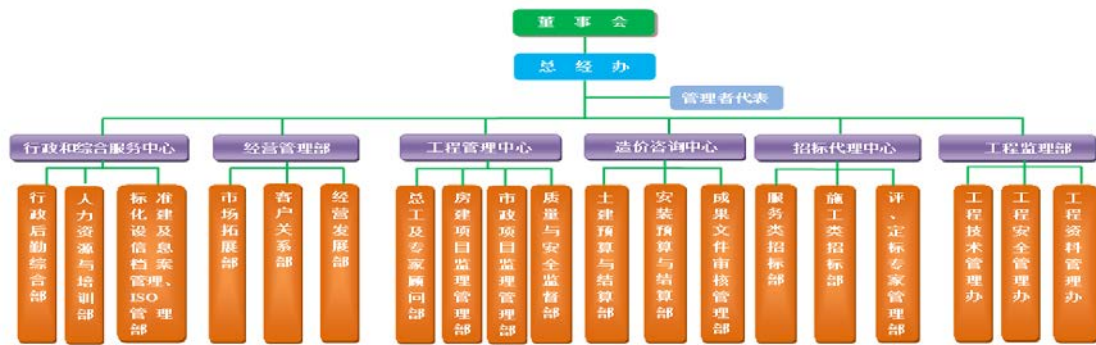 董 事 会
总 经 办
管理者代表
行政和综合服务中心
经营管理部
工程管理中心
造价咨询中心
招标代理中心
工程监理部
行政后勤综合部
人力资源与培训部
标准化建设及信息档案管理、ISO管理部
市场拓展部
客户关系部
经营发展部
总工及专家顾问部
房建项目监理管理部
市政项目监理管理部
质量与安全监督部
土建预算与结算部
安装预算与结算部
成果文件审核管理部
服务类招标部
施工类招标部
评、定标专家管理部
工程技术管理办
工程安全管理办
工程资料管理办